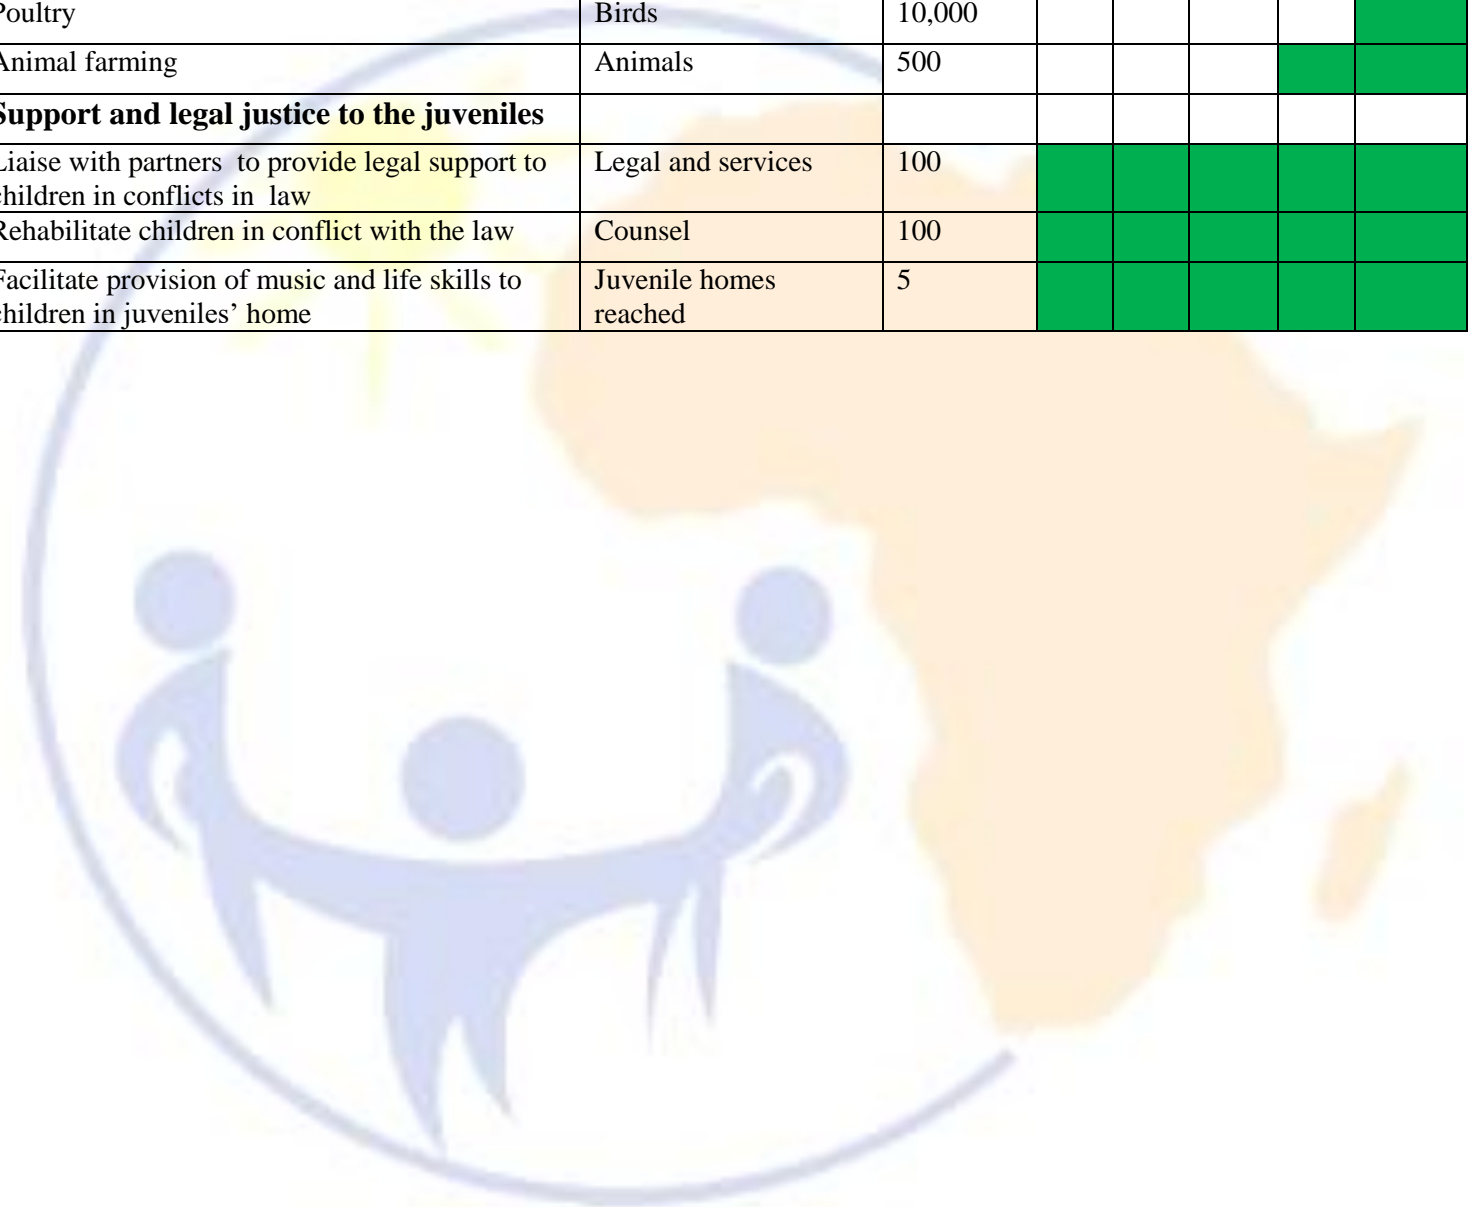 Poultry Birds 10,000
Animal farming Animals 500
Support and legal justice to the juveniles
Liaise with partners  to provide legal support to Legal and services 100
children in conflicts in  law
Rehabilitate children in conflict with the law Counsel 100
Facilitate provision of music and life skills to Juvenile homes 5
children in juveniles’ home reached